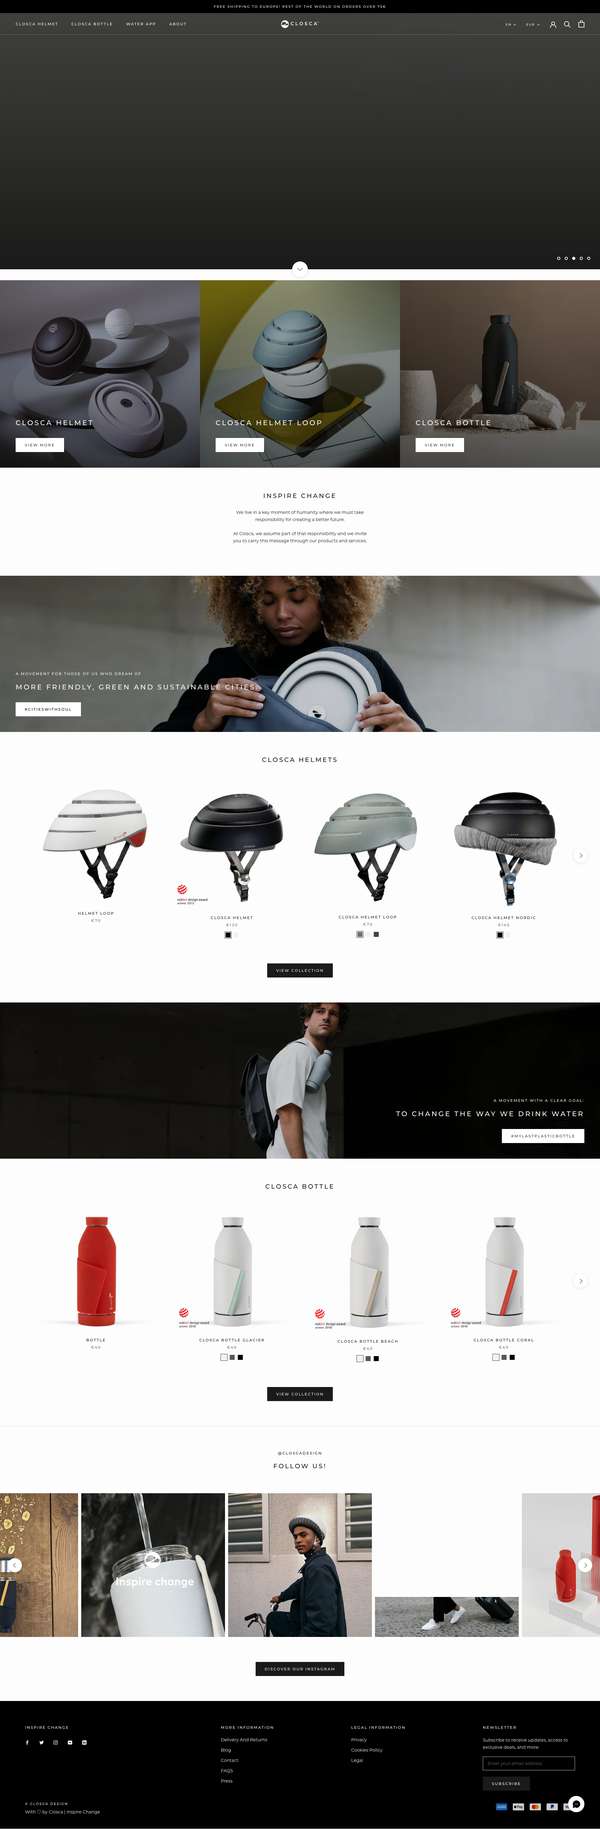 FREE SHIPPING TO EUROPE! REST OF THE WORLD ON ORDERS OVER 75€
CLOSCA HELMET
CLOSCA BOTTLE
WATER APP
ABOUT
CLOSCA
EN
EUR
CLOSCA HELMET
VIEW MORE
CLOSCA HELMET LOOP
VIEW MORE
CLOSCA BOTTLE
VIEW MORE
INSPIRE CHANGE
We live in a key moment of humanity where we must take
responsibility for creating a better future.
At Closca, we assume part of that responsibility and we invite
you to carry this message through our products and services.
A MOVEMENT FOR THOSE OF US WHO DREAM OF
MORE FRIENDLY, GREEN AND SUSTAINABLE CITIES.
#CITIESWITHSOUL
CLOSCA HELMETS
HELMET LOOP
€70
CLOSCA HELMET
CLOSCA HELMET LOOP
€70
CLOSCA HELMET NORDIC
VIEW COLLECTION
A MOVEMENT WITH A CLEAR GOAL:
TO CHANGE THE WAY WE DRINK WATER
#MYLASTPLASTICBOTTLE
CLOSCA BOTTLE
BOTTLE
CLOSCA BOTTLE GLACIER
CLOSCA BOTTLE BEACH
CLOSCA BOTTLE CORAL
VIEW COLLECTION
@CLOSCADESIGN
FOLLOW US!
Inspire change
DISCOVER OUR INSTAGRAM
INSPIRE CHANGE
MORE INFORMATION
Delivery And Returns
Blog
Contact
FAQS
Press
LEGAL INFORMATION
Privacy
Cookies Policy
Legal
NEWSLETTER
Subscribe to receive updates, access to
exclusive deals, and more.
Enter your email address
SUBSCRIBE
© CLOSCA DESIGN
With ♡ by Closca | Inspire Change